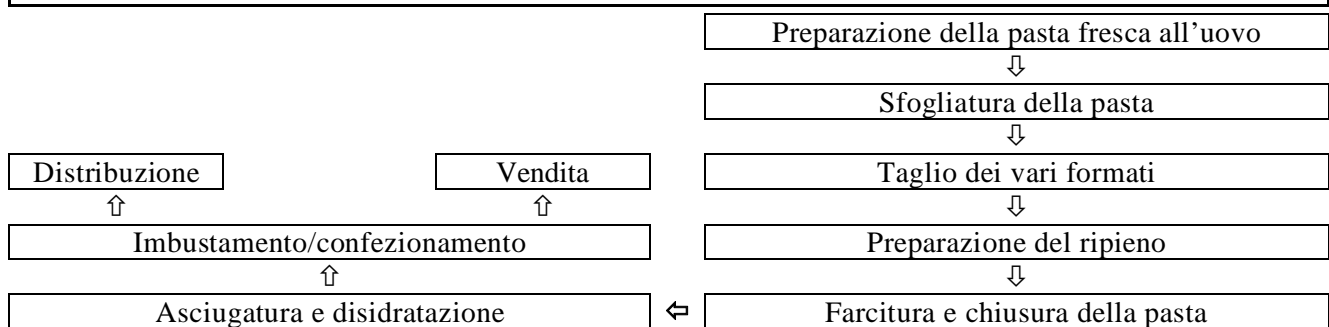 Preparazione della pasta fresca all'uovo
⇩
Sfogliatura della pasta
⇩
Distribuzione Vendita Taglio dei vari formati
⇧ ⇧ ⇩
Imbustamento/confezionamento Preparazione del ripieno
⇧ ⇩
Asciugatura e disidratazione ⇦ Farcitura e chiusura della pasta